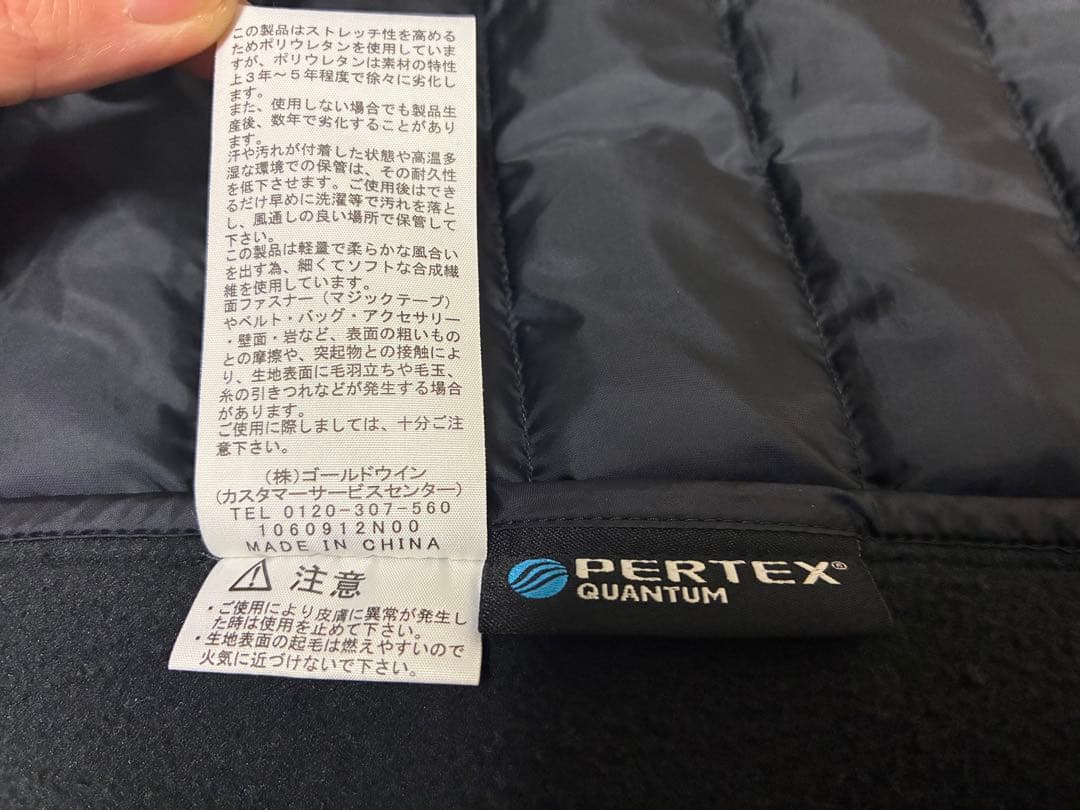 この製品はストレッチ性を高める
ためポリウレタンを使用していま
すが、ポリウレタンは素材の特性
上3年～5年程度で徐々に劣化し
ます。
また、使用しない場合でも製品生
産後、数年で劣化することがあり
ます。
汗や汚れが付着した状態や高温多
湿な環境での保管は、その耐久性
を低下させます。ご使用後はでき
るだけ早めに洗濯等で汚れを落と
し、風通しの良い場所で保管して
下さい。
この製品は軽量で柔らかな風合い
を出す為、細くてソフトな合成繊
維を使用しています。
面ファスナー（マジックテープ）
やベルト・バッグ・アクセサリー
・壁面・岩など、表面の粗いもの
との摩擦や、突起物との接触によ
り、生地表面に毛羽立ちや毛玉、
糸の引きつれなどが発生する場合
があります。
ご使用に際しましては、十分ご注
意下さい。
(株)ゴールドウイン
(カスタマーサービスセンター)
TEL 0120-307-560
1060912N00
MADE IN CHINA
⚠ 注意
・ご使用により皮膚に異常が発生し
た時は使用を止めて下さい。
・生地表面の起毛は燃えやすいので
火気に近づけないで下さい。
PERTEX®
QUANTUM